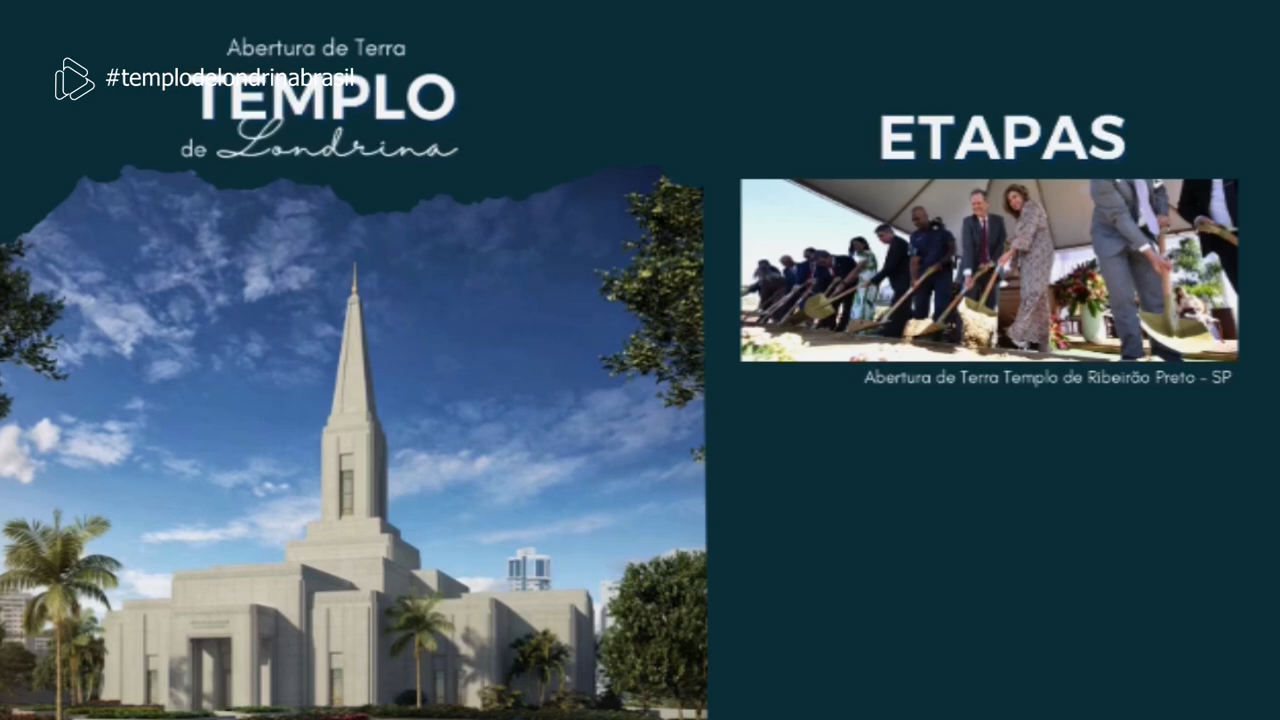 Abertura de Terra
#templodelondrinabrasil
TEMPLO
de Londrina
ETAPAS
Abertura de Terra Templo de Ribeirão Preto - SP